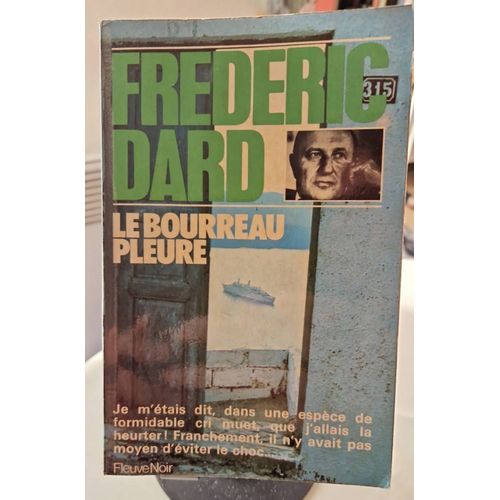 FREDERIC
315
DARD
LE BOURREAU
PLEURE
Je m'étais dit, dans une espèce de
formidable cri muet, que j'allais la
heurter! Franchement, il n'y avait pas
moyen d'éviter le choc...
Fleuve Noir